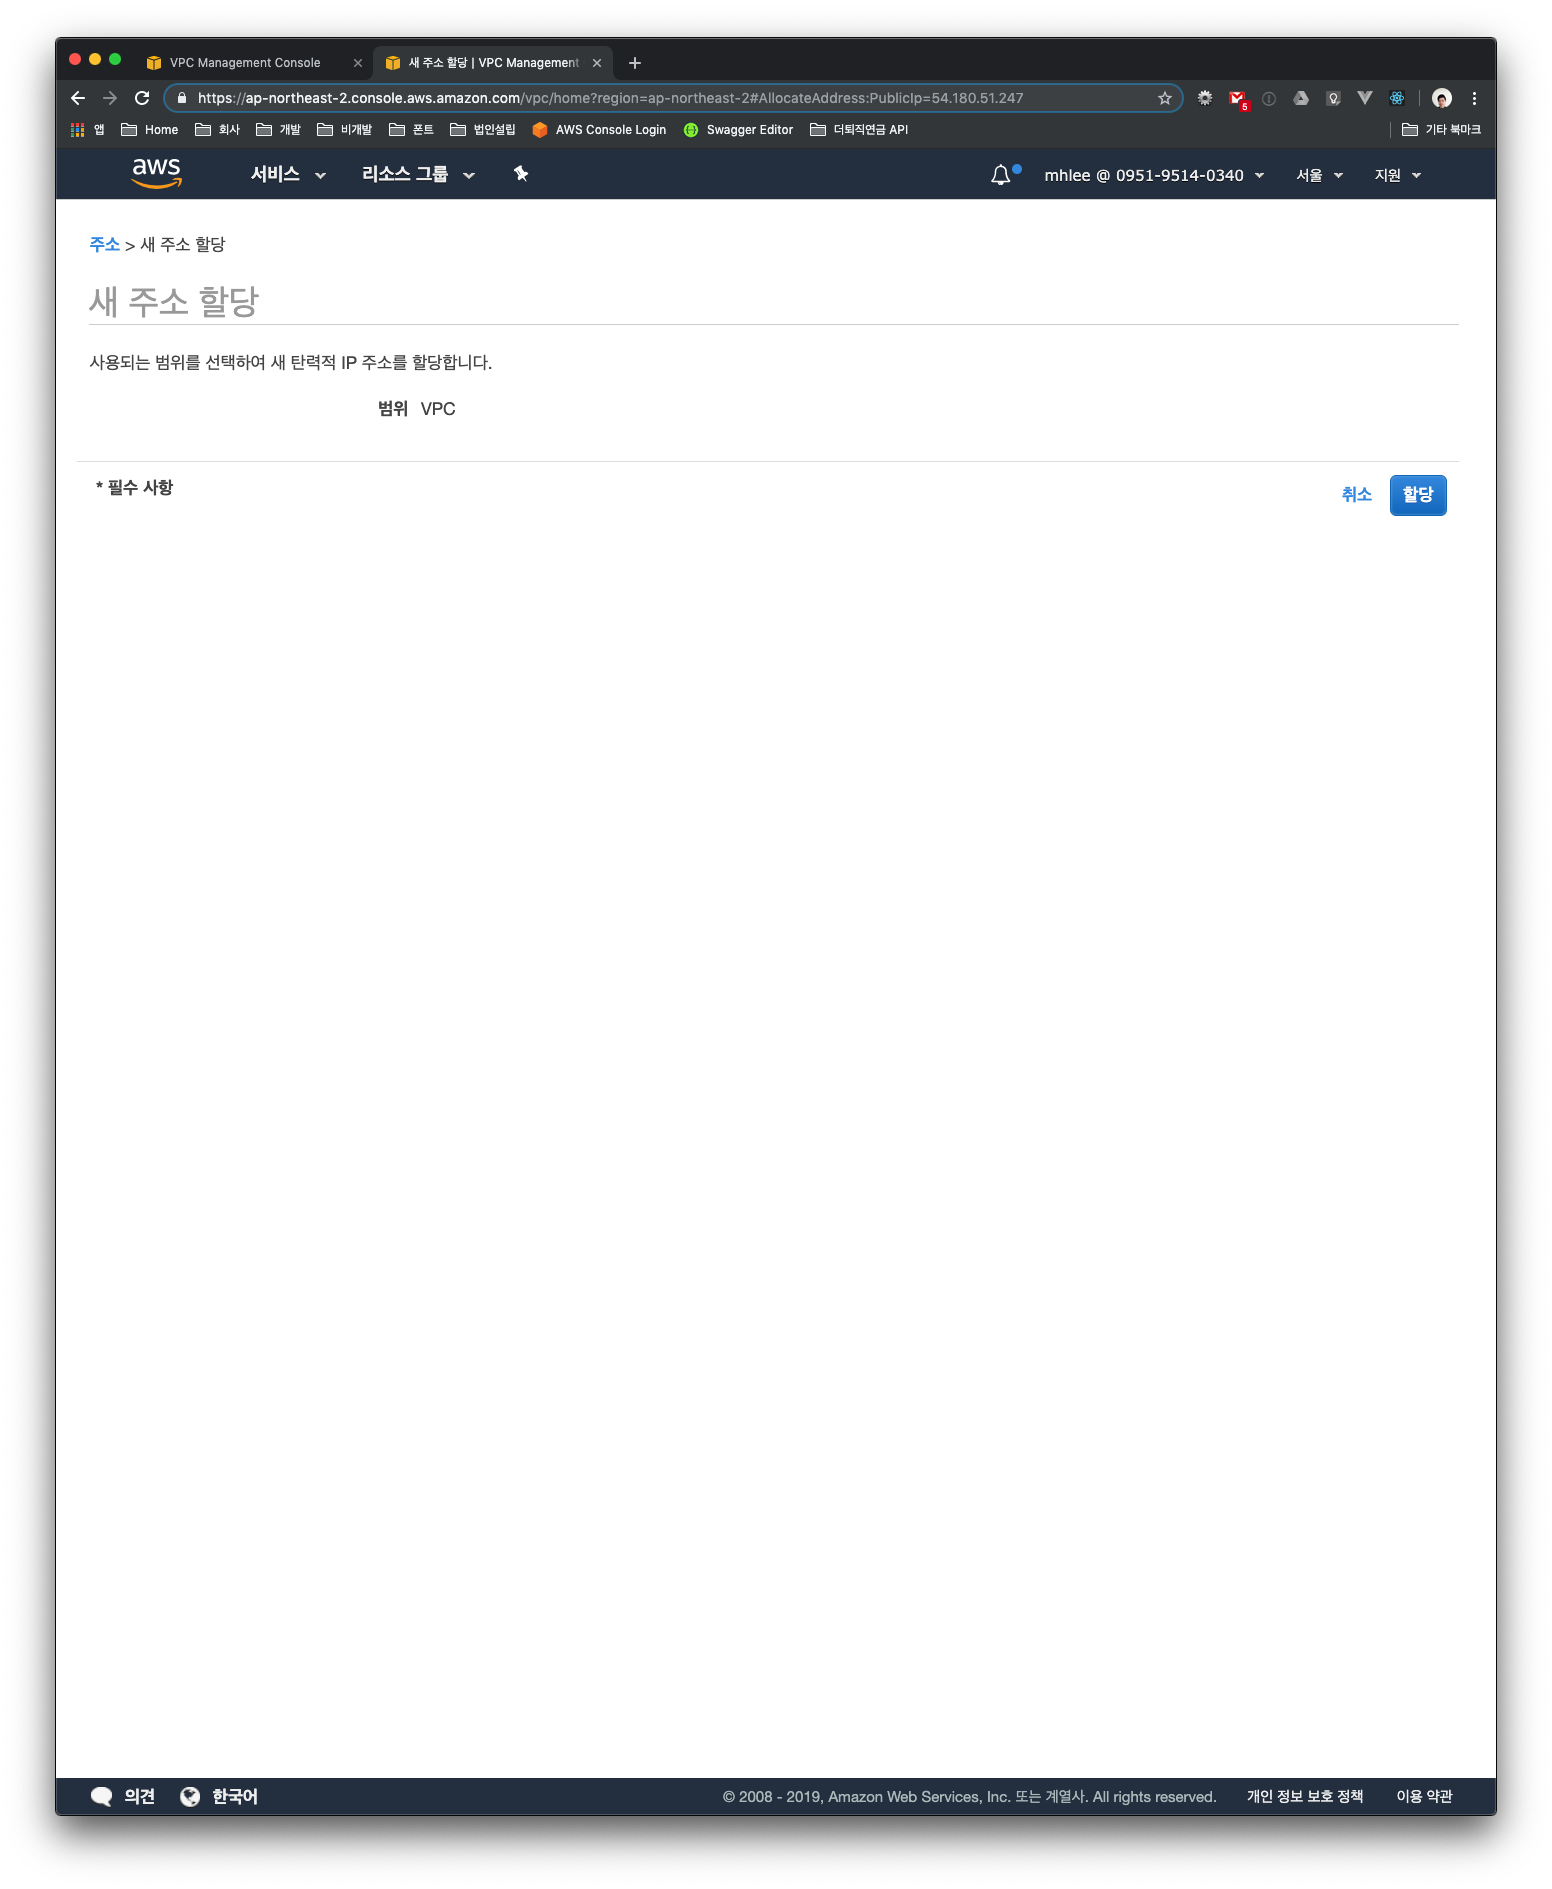 VPC Management Console
새 주소 할당 | VPC Management
https://ap-northeast-2.console.aws.amazon.com/vpc/home?region=ap-northeast-2#AllocateAddress:PublicIp=54.180.51.247
5
앱 Home 회사 개발 비개발 폰트 법인설립 AWS Console Login Swagger Editor 더퇴직연금 API 기타 북마크
aws 서비스 리소스 그룹 mhlee @ 0951-9514-0340 서울 지원
주소 > 새 주소 할당
새 주소 할당
사용되는 범위를 선택하여 새 탄력적 IP 주소를 할당합니다.
범위 VPC
* 필수 사항 취소 할당
의견 한국어 © 2008 - 2019, Amazon Web Services, Inc. 또는 계열사. All rights reserved. 개인 정보 보호 정책 이용 약관